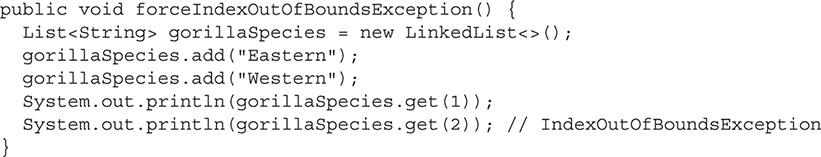 public void forceIndexOutOfBoundsException() {
  List<String> gorillaSpecies = new LinkedList<>();
  gorillaSpecies.add("Eastern");
  gorillaSpecies.add("Western");
  System.out.println(gorillaSpecies.get(1));
  System.out.println(gorillaSpecies.get(2)); // IndexOutOfBoundsException
}